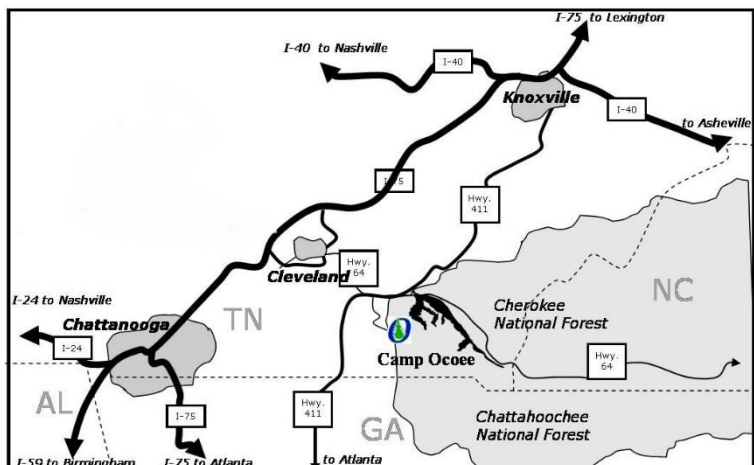 I-75 to Lexington
I-40 to Nashville
I-40
Knoxville
I-40
to Asheville
I-75
Hwy.
411
Cleveland
Hwy.
64
I-24 to Nashville
Chattanooga
TN
NC
Cherokee
National Forest
I-24
Camp Ocoee
Hwy.
64
AL
I-75
Hwy.
411
GA
Chattahoochee
National Forest
I-59 to Birmingham
I-75 to Atlanta
to Atlanta